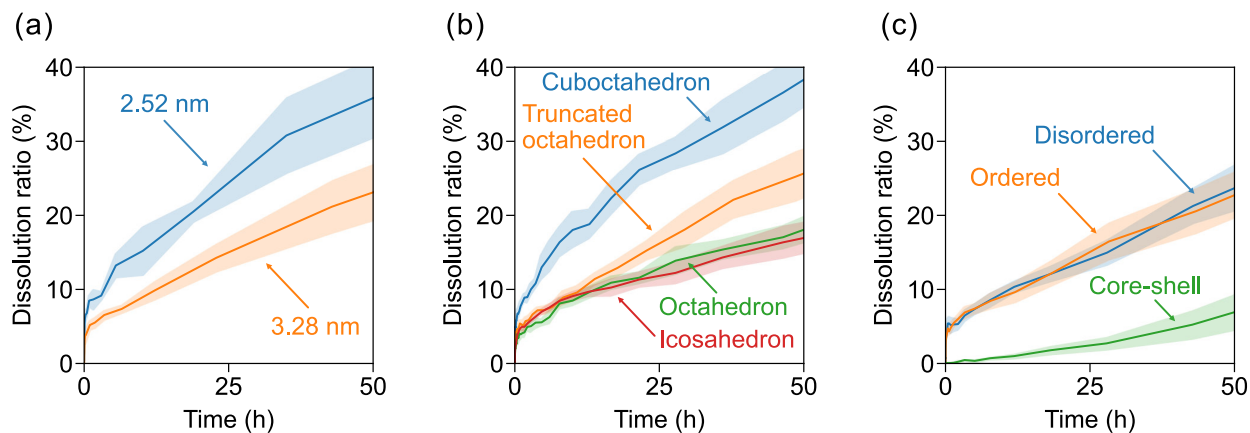 (a)
Dissolution ratio (%)
40
30
20
10
0
2.52 nm
3.28 nm
0
25
50
Time (h)
(b)
Dissolution ratio (%)
40
30
20
10
0
Cuboctahedron
Truncated
octahedron
Octahedron
Icosahedron
0
25
50
Time (h)
(c)
Dissolution ratio (%)
40
30
20
10
0
Disordered
Ordered
Core-shell
0
25
50
Time (h)